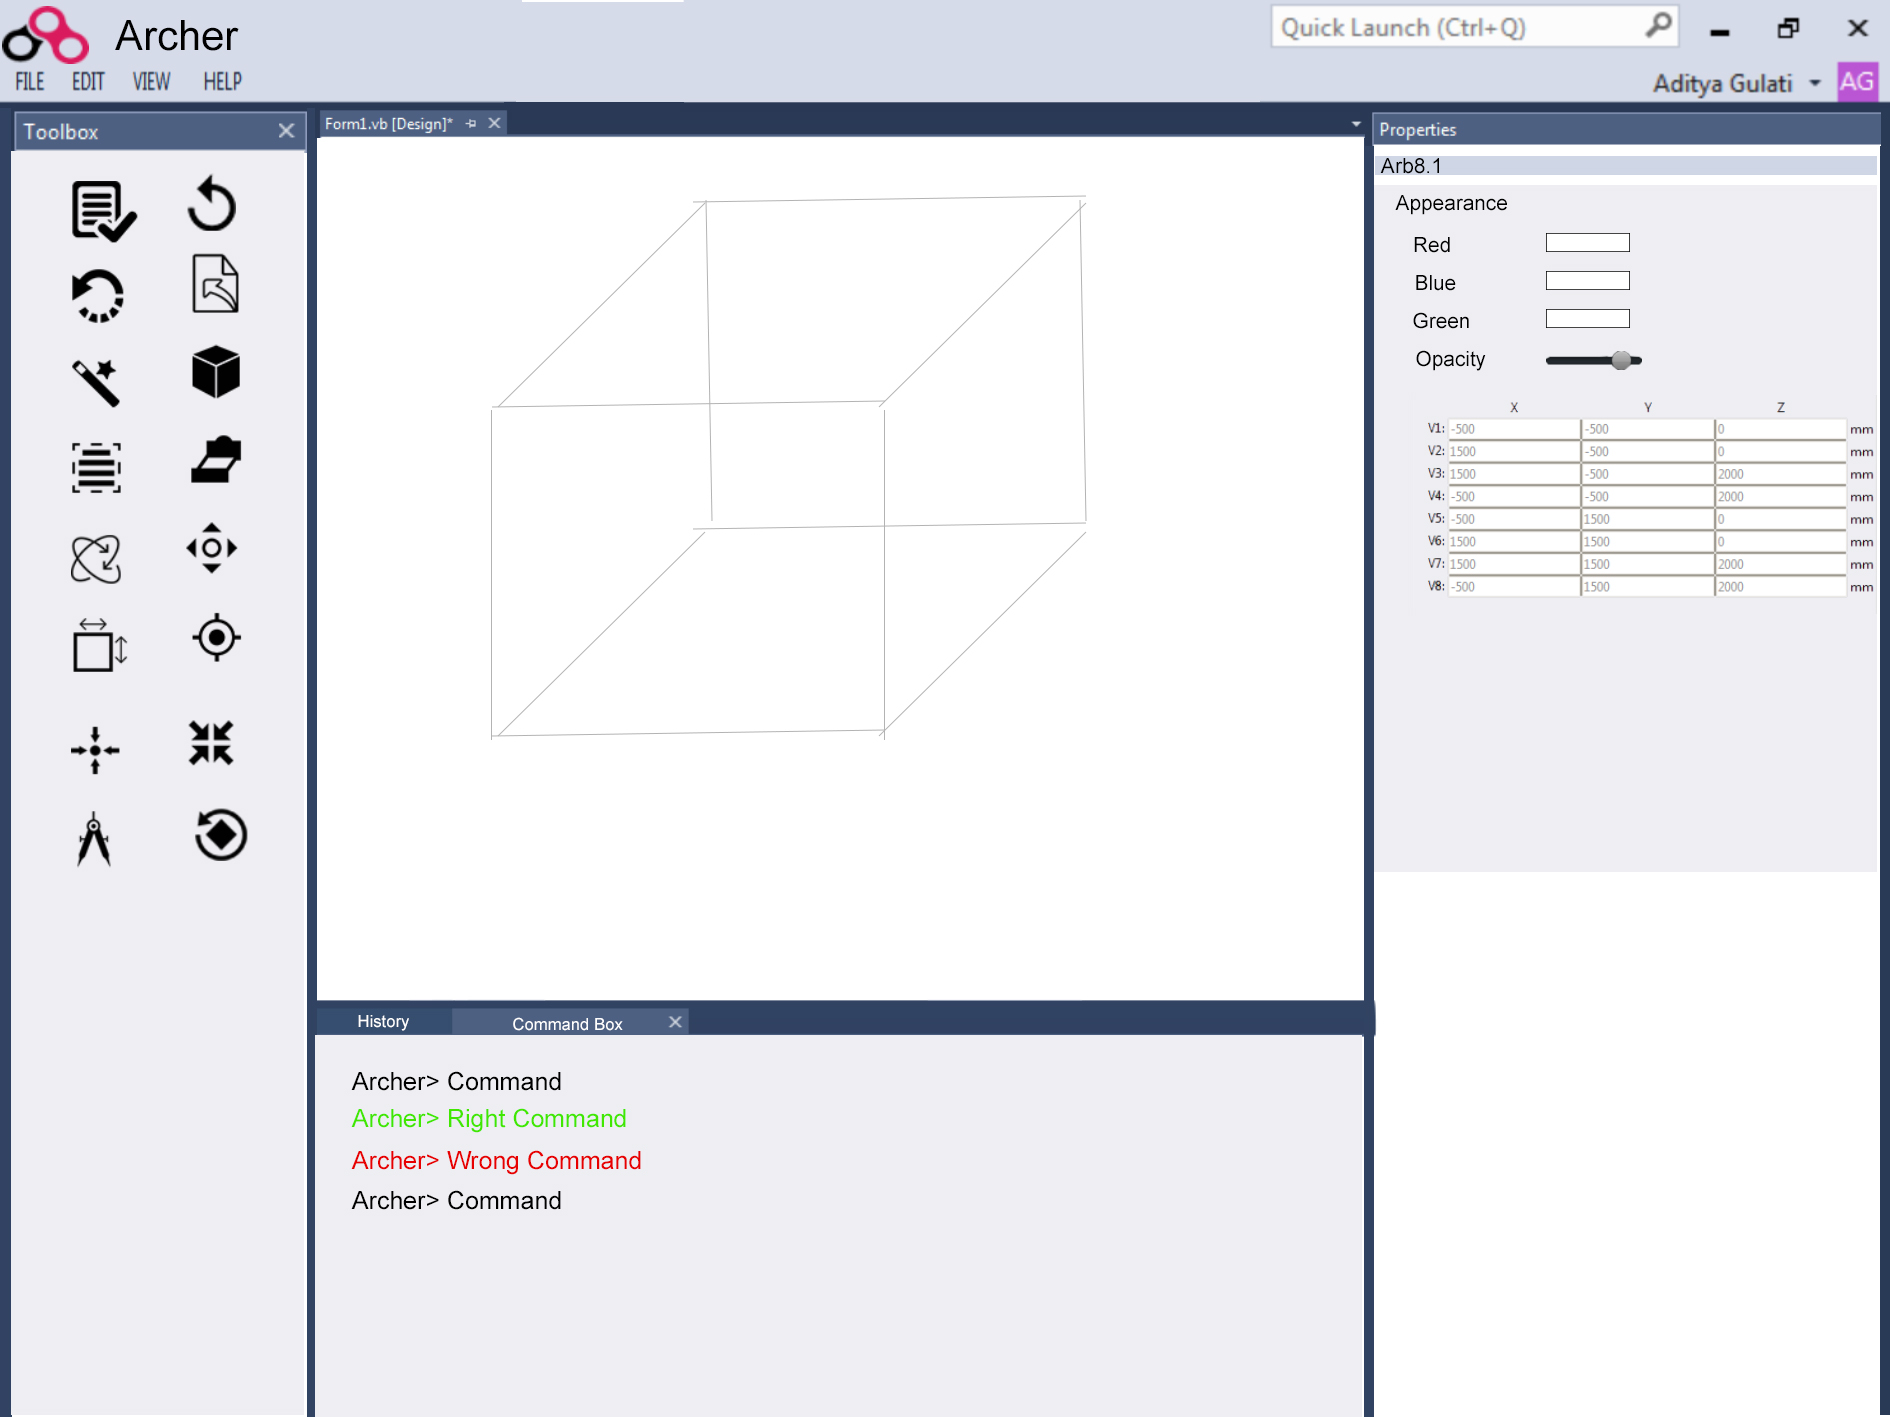 Archer
Quick Launch (Ctrl+Q)
FILE EDIT VIEW HELP
Aditya Gulati AG
Toolbox
Form1.vb [Design]*
Properties
Arb8.1
Appearance
Red
Blue
Green
Opacity
X Y Z
V1: -500 -500 0 mm
V2: 1500 -500 0 mm
V3: 1500 -500 2000 mm
V4: -500 -500 2000 mm
V5: -500 1500 0 mm
V6: 1500 1500 0 mm
V7: 1500 1500 2000 mm
V8: -500 1500 2000 mm
History
Command Box
Archer> Command
Archer> Right Command
Archer> Wrong Command
Archer> Command